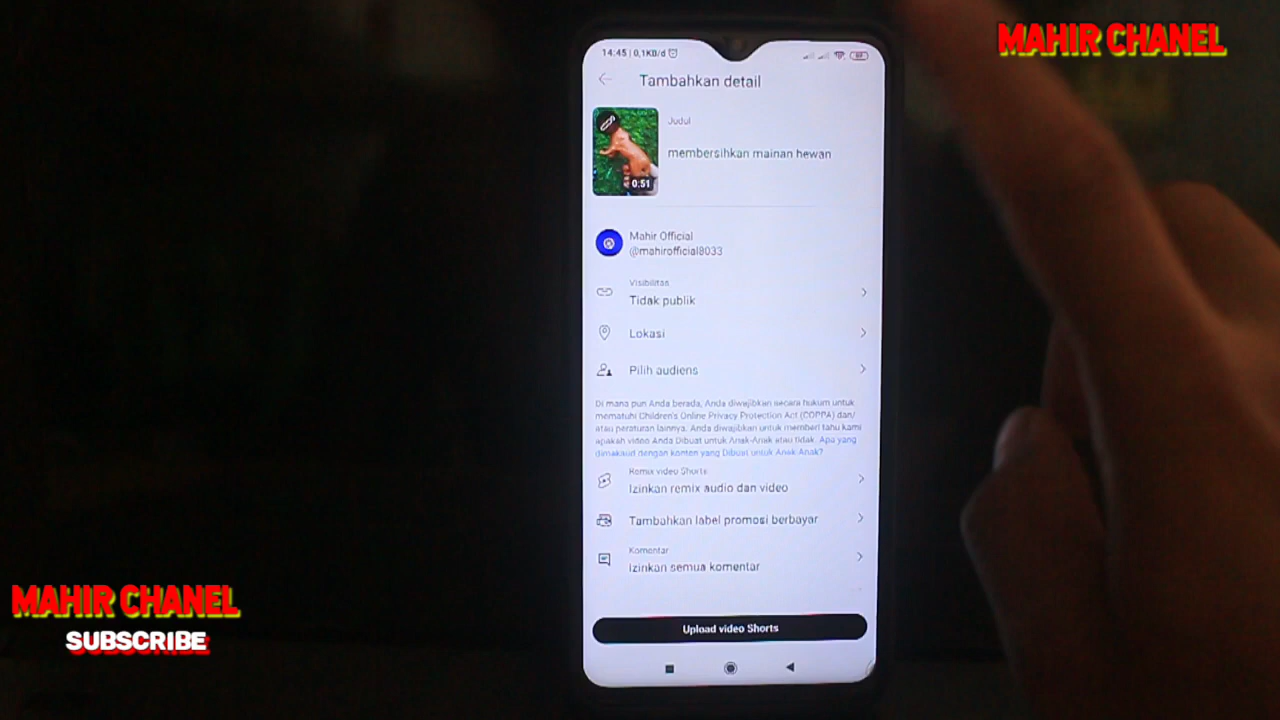 MAHIR CHANEL
14:45 | 0,1KB/d
Tambahkan detail
Judul
membersihkan mainan hewan
0:51
Mahir Official
@mahirofficial8033
Visibilitas
Tidak publik
Lokasi
Pilih audiens
Di mana pun Anda berada, Anda diwajibkan secara hukum untuk
mematuhi Children's Online Privacy Protection Act (COPPA) dan/
atau peraturan lainnya. Anda diwajibkan untuk memberi tahu kami
apakah video Anda Dibuat untuk Anak-Anak atau tidak. Apa yang
dimaksud dengan konten yang Dibuat untuk Anak-Anak?
Remix video Shorts
Izinkan remix audio dan video
Tambahkan label promosi berbayar
Komentar
Izinkan semua komentar
Upload video Shorts
MAHIR CHANEL
SUBSCRIBE